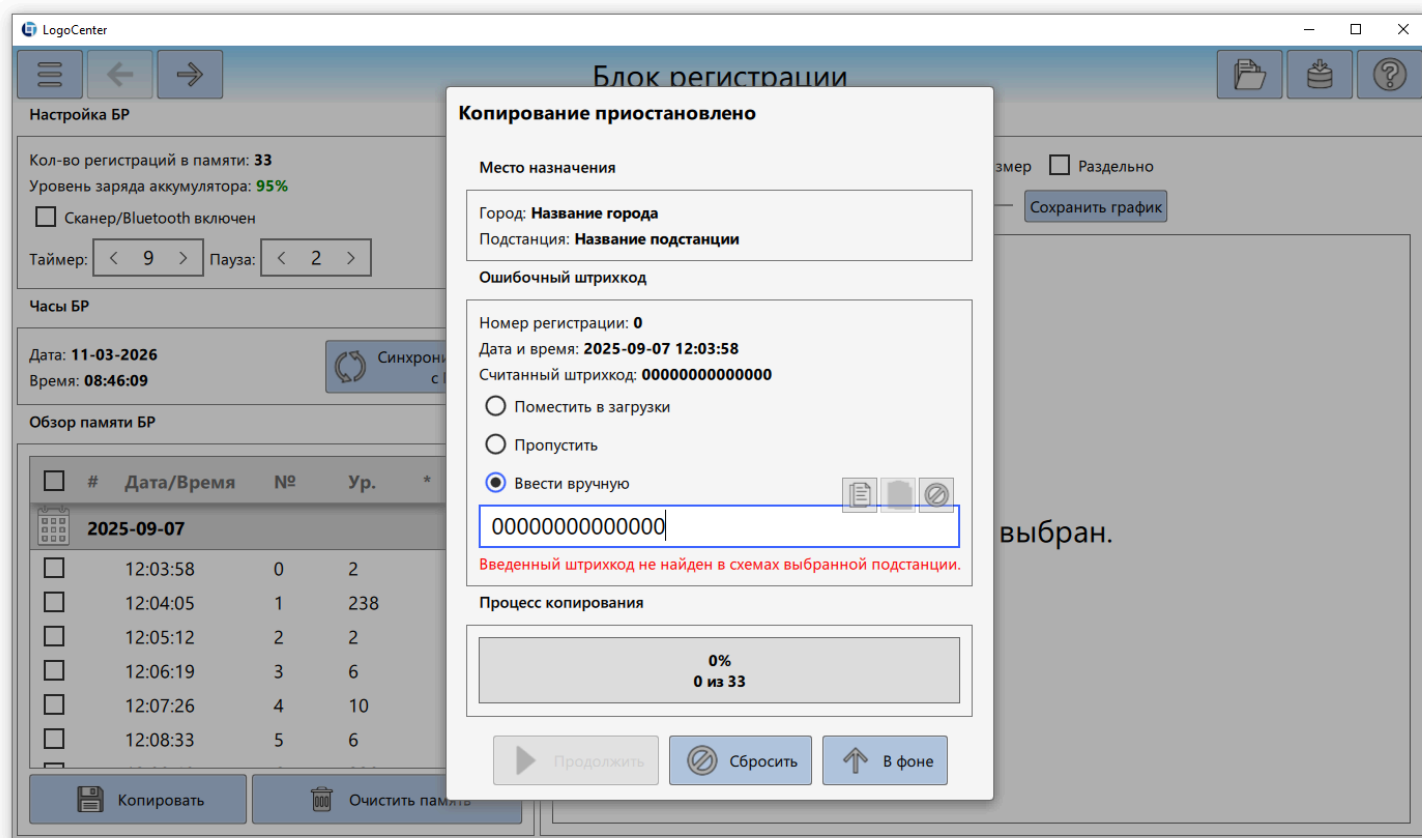 LogoCenter
Блок регистрации
Настройка БР
Кол-во регистраций в памяти: 33
Уровень заряда аккумулятора: 95%
Сканер/Bluetooth включен
Таймер: < 9 > Пауза: < 2 >
Часы БР
Дата: 11-03-2026
Время: 08:46:09
Обзор памяти БР
# Дата/Время № Ур. *
2025-09-07
12:03:58 0 2
12:04:05 1 238
12:05:12 2 2
12:06:19 3 6
12:07:26 4 10
12:08:33 5 6
Копировать
Очистить память
Копирование приостановлено
Место назначения
Город: Название города
Подстанция: Название подстанции
Ошибочный штрихкод
Номер регистрации: 0
Дата и время: 2025-09-07 12:03:58
Считанный штрихкод: 00000000000000
Поместить в загрузки
Пропустить
Ввести вручную
00000000000000
Введенный штрихкод не найден в схемах выбранной подстанции.
Процесс копирования
0%
0 из 33
Продолжить
Сбросить
В фоне
Раздельно
Сохранить график
выбран.